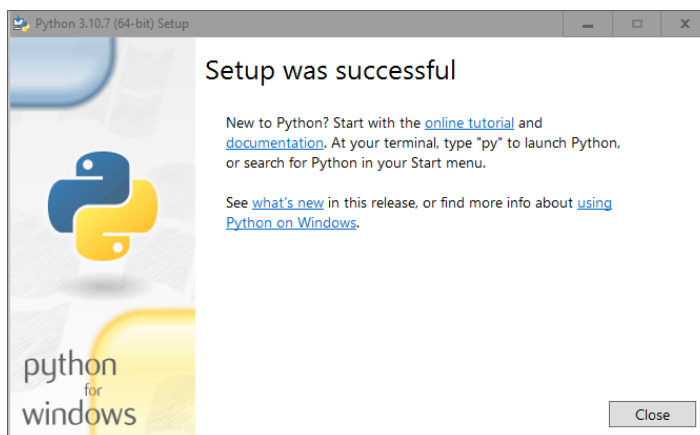 Python 3.10.7 (64-bit) Setup
Setup was successful
New to Python? Start with the online tutorial and
documentation. At your terminal, type "py" to launch Python,
or search for Python in your Start menu.
See what's new in this release, or find more info about using
Python on Windows.
python
for
windows
Close